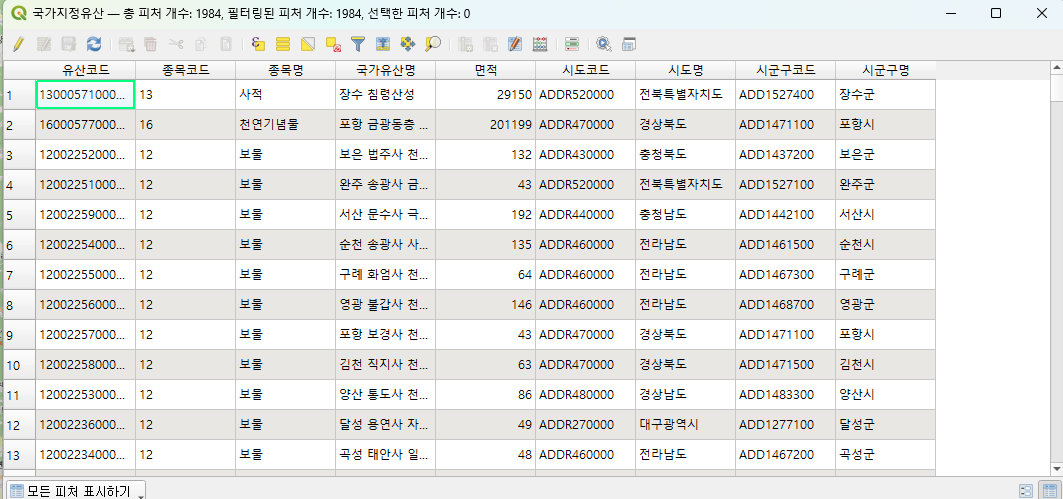 국가지정유산 — 총 피처 개수: 1984, 필터링된 피처 개수: 1984, 선택한 피처 개수: 0
유산코드 종목코드 종목명 국가유산명 면적 시도코드 시도명 시군구코드 시군구명
1 13000571000... 13 사적 장수 침령산성 29150 ADDR520000 전북특별자치도 ADD1527400 장수군
2 16000577000... 16 천연기념물 포항 금광동층 ... 201199 ADDR470000 경상북도 ADD1471100 포항시
3 12002252000... 12 보물 보은 법주사 천... 132 ADDR430000 충청북도 ADD1437200 보은군
4 12002251000... 12 보물 완주 송광사 금... 43 ADDR520000 전북특별자치도 ADD1527100 완주군
5 12002259000... 12 보물 서산 문수사 극... 192 ADDR440000 충청남도 ADD1442100 서산시
6 12002254000... 12 보물 순천 송광사 사... 135 ADDR460000 전라남도 ADD1461500 순천시
7 12002255000... 12 보물 구례 화엄사 천... 64 ADDR460000 전라남도 ADD1467300 구례군
8 12002256000... 12 보물 영광 불갑사 천... 146 ADDR460000 전라남도 ADD1468700 영광군
9 12002257000... 12 보물 포항 보경사 천... 43 ADDR470000 경상북도 ADD1471100 포항시
10 12002258000... 12 보물 김천 직지사 천... 63 ADDR470000 경상북도 ADD1471500 김천시
11 12002253000... 12 보물 양산 통도사 천... 86 ADDR480000 경상남도 ADD1483300 양산시
12 12002236000... 12 보물 달성 용연사 자... 49 ADDR270000 대구광역시 ADD1277100 달성군
13 12002234000... 12 보물 곡성 태안사 일... 48 ADDR460000 전라남도 ADD1467200 곡성군
모든 피처 표시하기